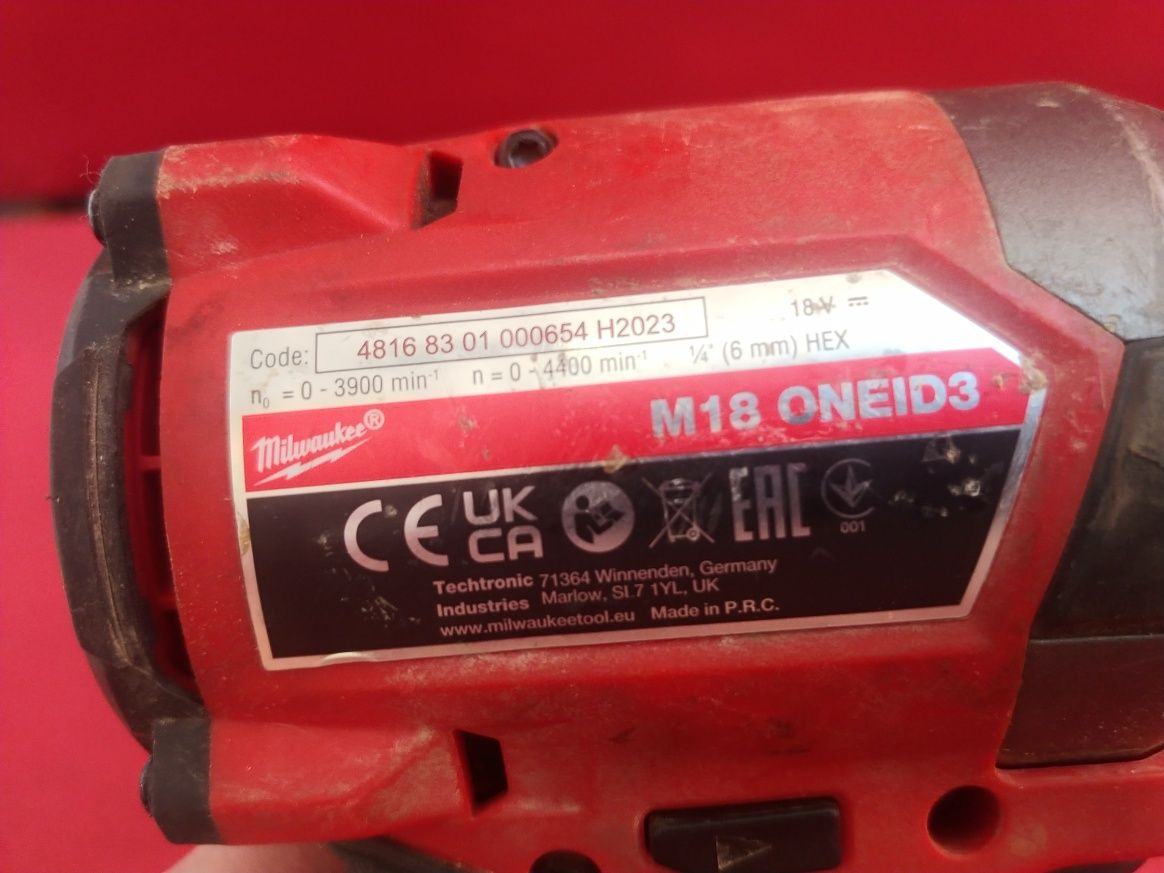 Code: 4816 83 01 000654 H2023
18 V ⎓
n₀ = 0 - 3900 min⁻¹ n = 0 - 4400 min⁻¹ ¼" (6 mm) HEX
Milwaukee®
M18 ONEID3
CE UK CA EAC 001
Techtronic Industries
71364 Winnenden, Germany
Marlow, SL7 1YL, UK
www.milwaukeetool.eu Made in P.R.C.